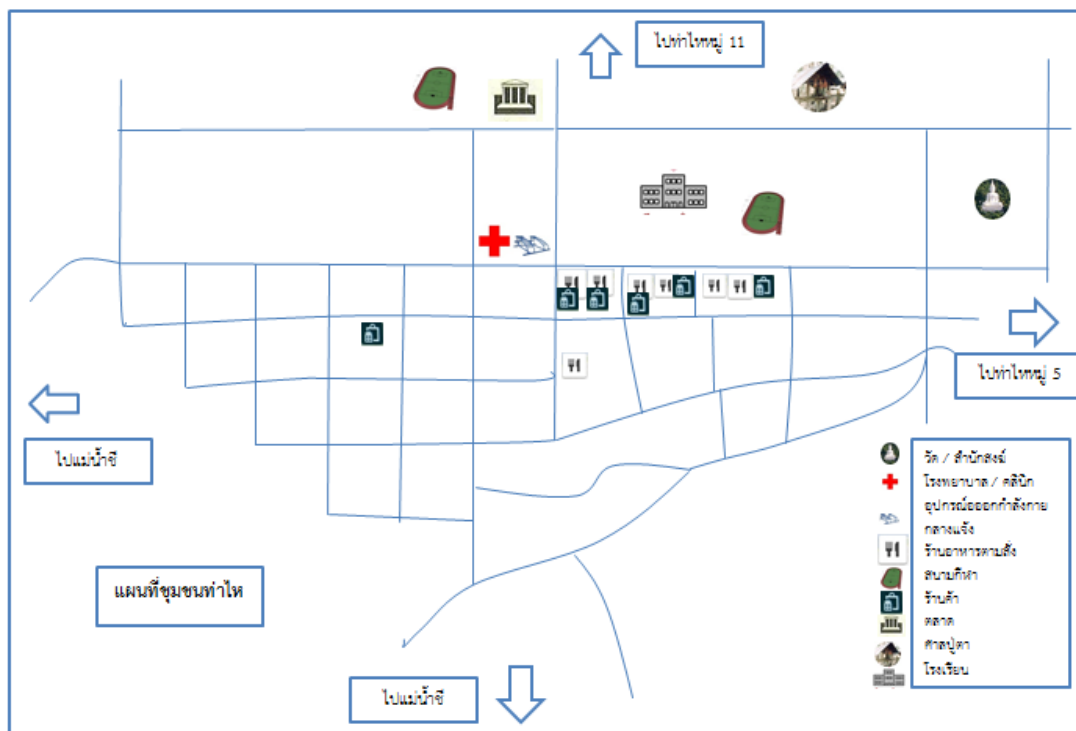 ไปท่าไหหมู่ 11
ไปท่าไหหมู่ 5
ไปแม่น้ำชี
แผนที่ชุมชนท่าไห
ไปแม่น้ำชี
วัด / สำนักสงฆ์
โรงพยาบาล / คลินิก
อุปกรณ์ออกกำลังกาย
กลางแจ้ง
ร้านอาหารตามสั่ง
สนามกีฬา
ร้านค้า
ตลาด
ศาลปู่ตา
โรงเรียน